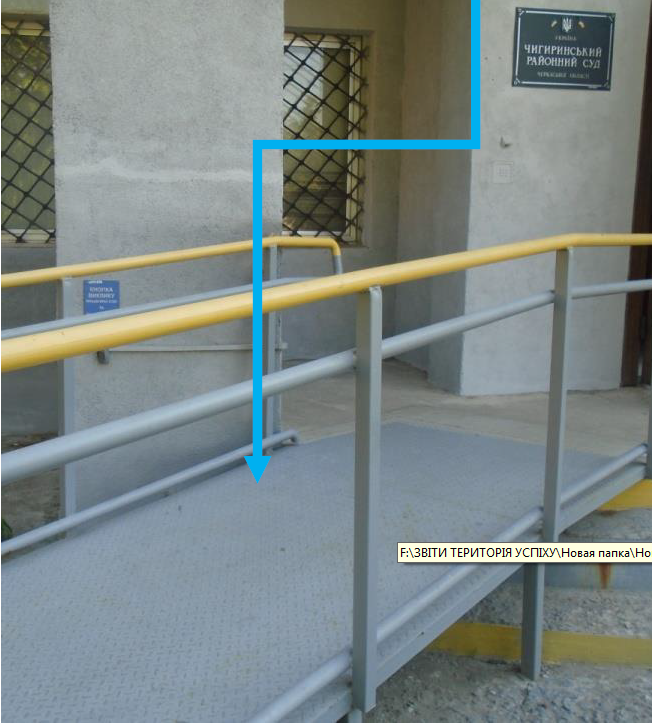 УКРАЇНА
ЧИГИРИНСЬКИЙ
РАЙОННИЙ СУД
ЧЕРКАСЬКОЇ ОБЛАСТІ
КНОПКА
ВИКЛИКУ
F:\ЗВІТИ ТЕРИТОРІЯ УСПІХУ\Новая папка\Но